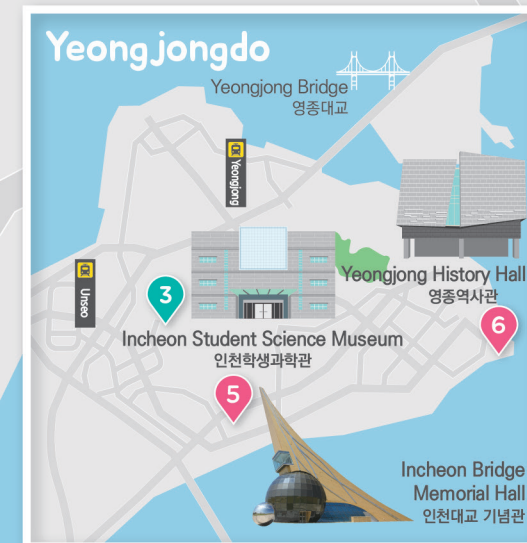 Yeongjongdo
Yeongjong Bridge
영종대교
Yeongjong
Unseo
3
Yeongjong History Hall
영종역사관
6
Incheon Student Science Museum
인천학생과학관
5
Incheon Bridge
Memorial Hall
인천대교 기념관